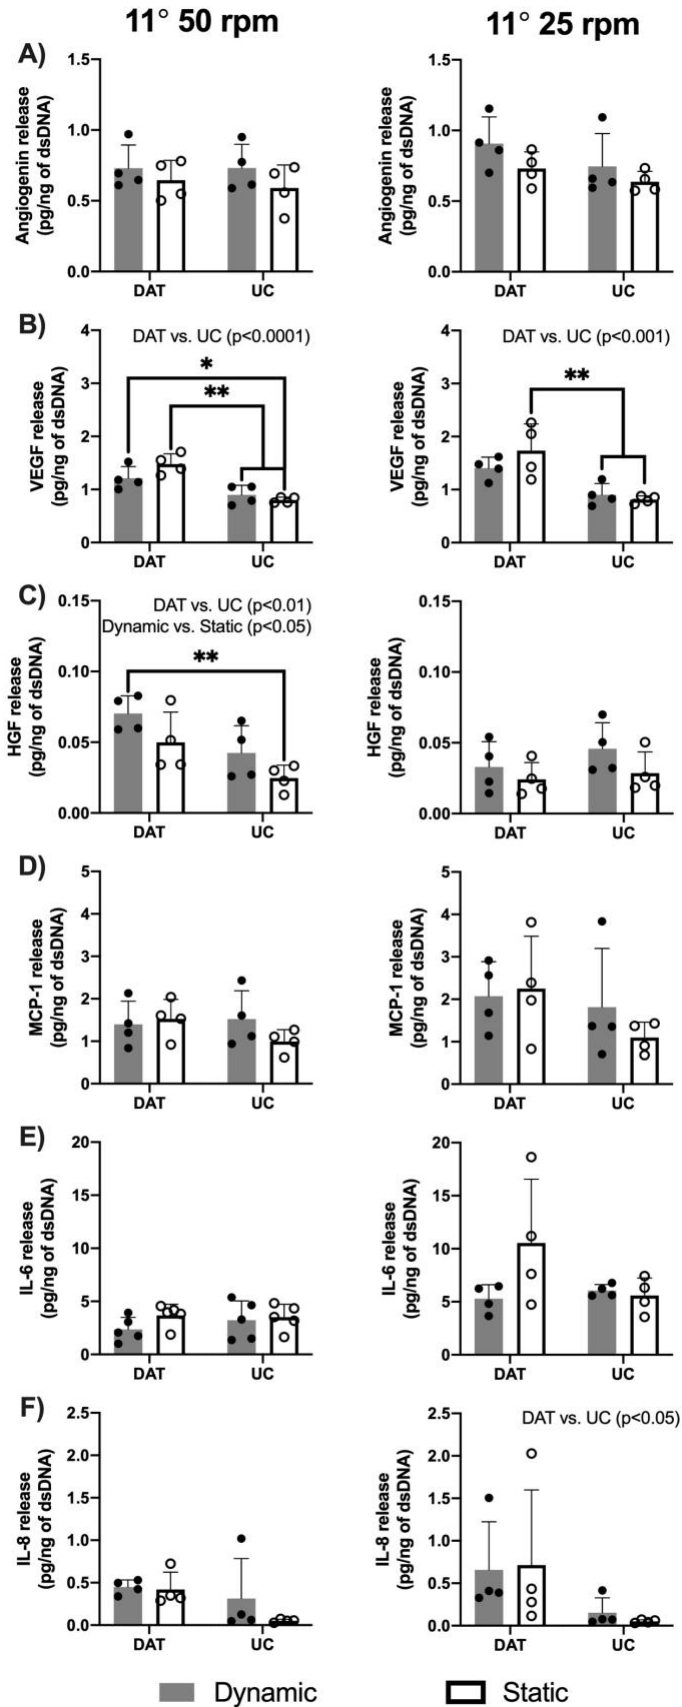 11° 50 rpm
11° 25 rpm
A)
Angiogenin release
(pg/ng of dsDNA)
1.5
1.0
0.5
0.0
DAT
UC
Angiogenin release
(pg/ng of dsDNA)
1.5
1.0
0.5
0.0
DAT
UC
B)
VEGF release
(pg/ng of dsDNA)
4
3
2
1
0
DAT vs. UC (p<0.0001)
*
**
DAT
UC
VEGF release
(pg/ng of dsDNA)
4
3
2
1
0
DAT vs. UC (p<0.001)
**
DAT
UC
C)
HGF release
(pg/ng of dsDNA)
0.15
0.10
0.05
0.00
DAT vs. UC (p<0.01)
Dynamic vs. Static (p<0.05)
**
DAT
UC
HGF release
(pg/ng of dsDNA)
0.15
0.10
0.05
0.00
DAT
UC
D)
MCP-1 release
(pg/ng of dsDNA)
5
4
3
2
1
0
DAT
UC
MCP-1 release
(pg/ng of dsDNA)
5
4
3
2
1
0
DAT
UC
E)
IL-6 release
(pg/ng of dsDNA)
20
15
10
5
0
DAT
UC
IL-6 release
(pg/ng of dsDNA)
20
15
10
5
0
DAT
UC
F)
IL-8 release
(pg/ng of dsDNA)
2.5
2.0
1.5
1.0
0.5
0.0
DAT
UC
IL-8 release
(pg/ng of dsDNA)
2.5
2.0
1.5
1.0
0.5
0.0
DAT vs. UC (p<0.05)
DAT
UC
Dynamic
Static